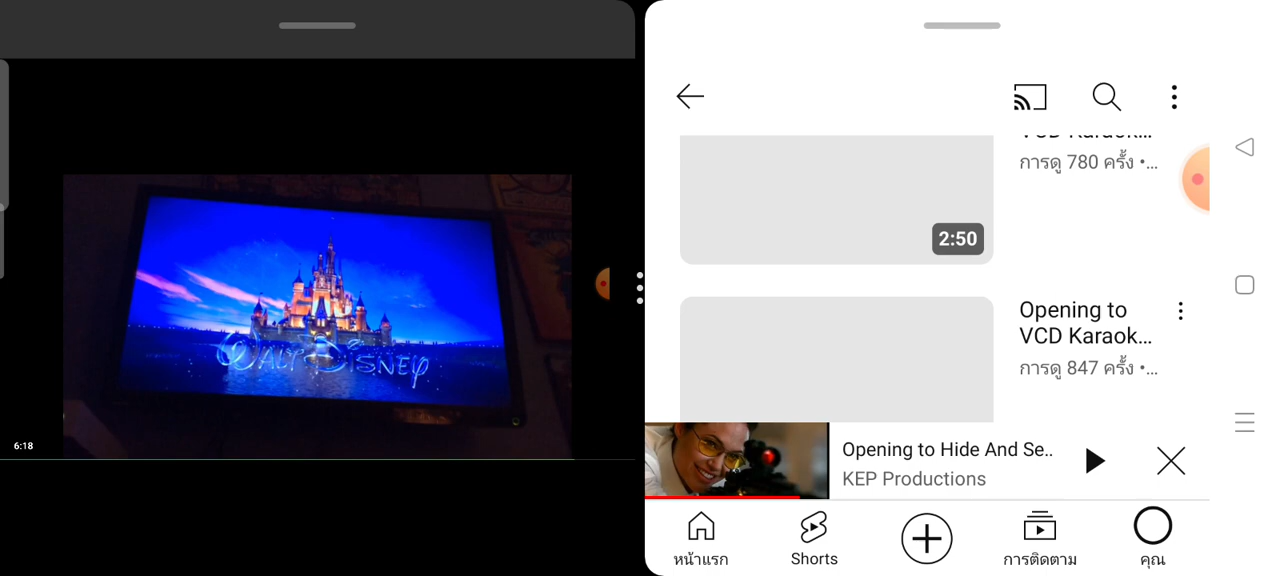 WALT DISNEY
6:18
VCD Karaok...
การดู 780 ครั้ง •...
2:50
Opening to
VCD Karaok...
การดู 847 ครั้ง •...
Opening to Hide And Se..
KEP Productions
หน้าแรก
Shorts
การติดตาม
คุณ